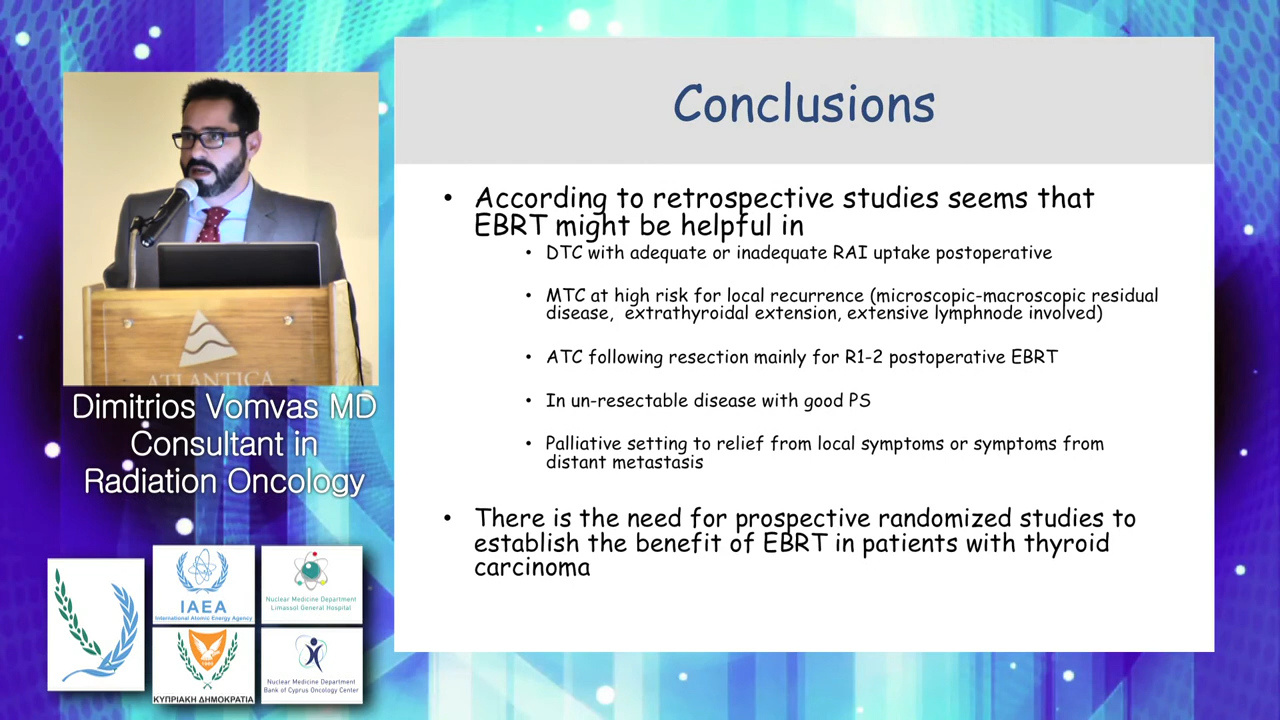 Conclusions
• According to retrospective studies seems that
EBRT might be helpful in
• DTC with adequate or inadequate RAI uptake postoperative
• MTC at high risk for local recurrence (microscopic-macroscopic residual
disease, extrathyroidal extension, extensive lymphnode involved)
• ATC following resection mainly for R1-2 postoperative EBRT
• In un-resectable disease with good PS
• Palliative setting to relief from local symptoms or symptoms from
distant metastasis
• There is the need for prospective randomized studies to
establish the benefit of EBRT in patients with thyroid
carcinoma
ATLANTICA
Dimitrios Vomvas MD
Consultant in
Radiation Oncology
IAEA
International Atomic Energy Agency
Nuclear Medicine Department
Limassol General Hospital
1960
ΚΥΠΡΙΑΚΗ ΔΗΜΟΚΡΑΤΙΑ
Nuclear Medicine Department
Bank of Cyprus Oncology Center